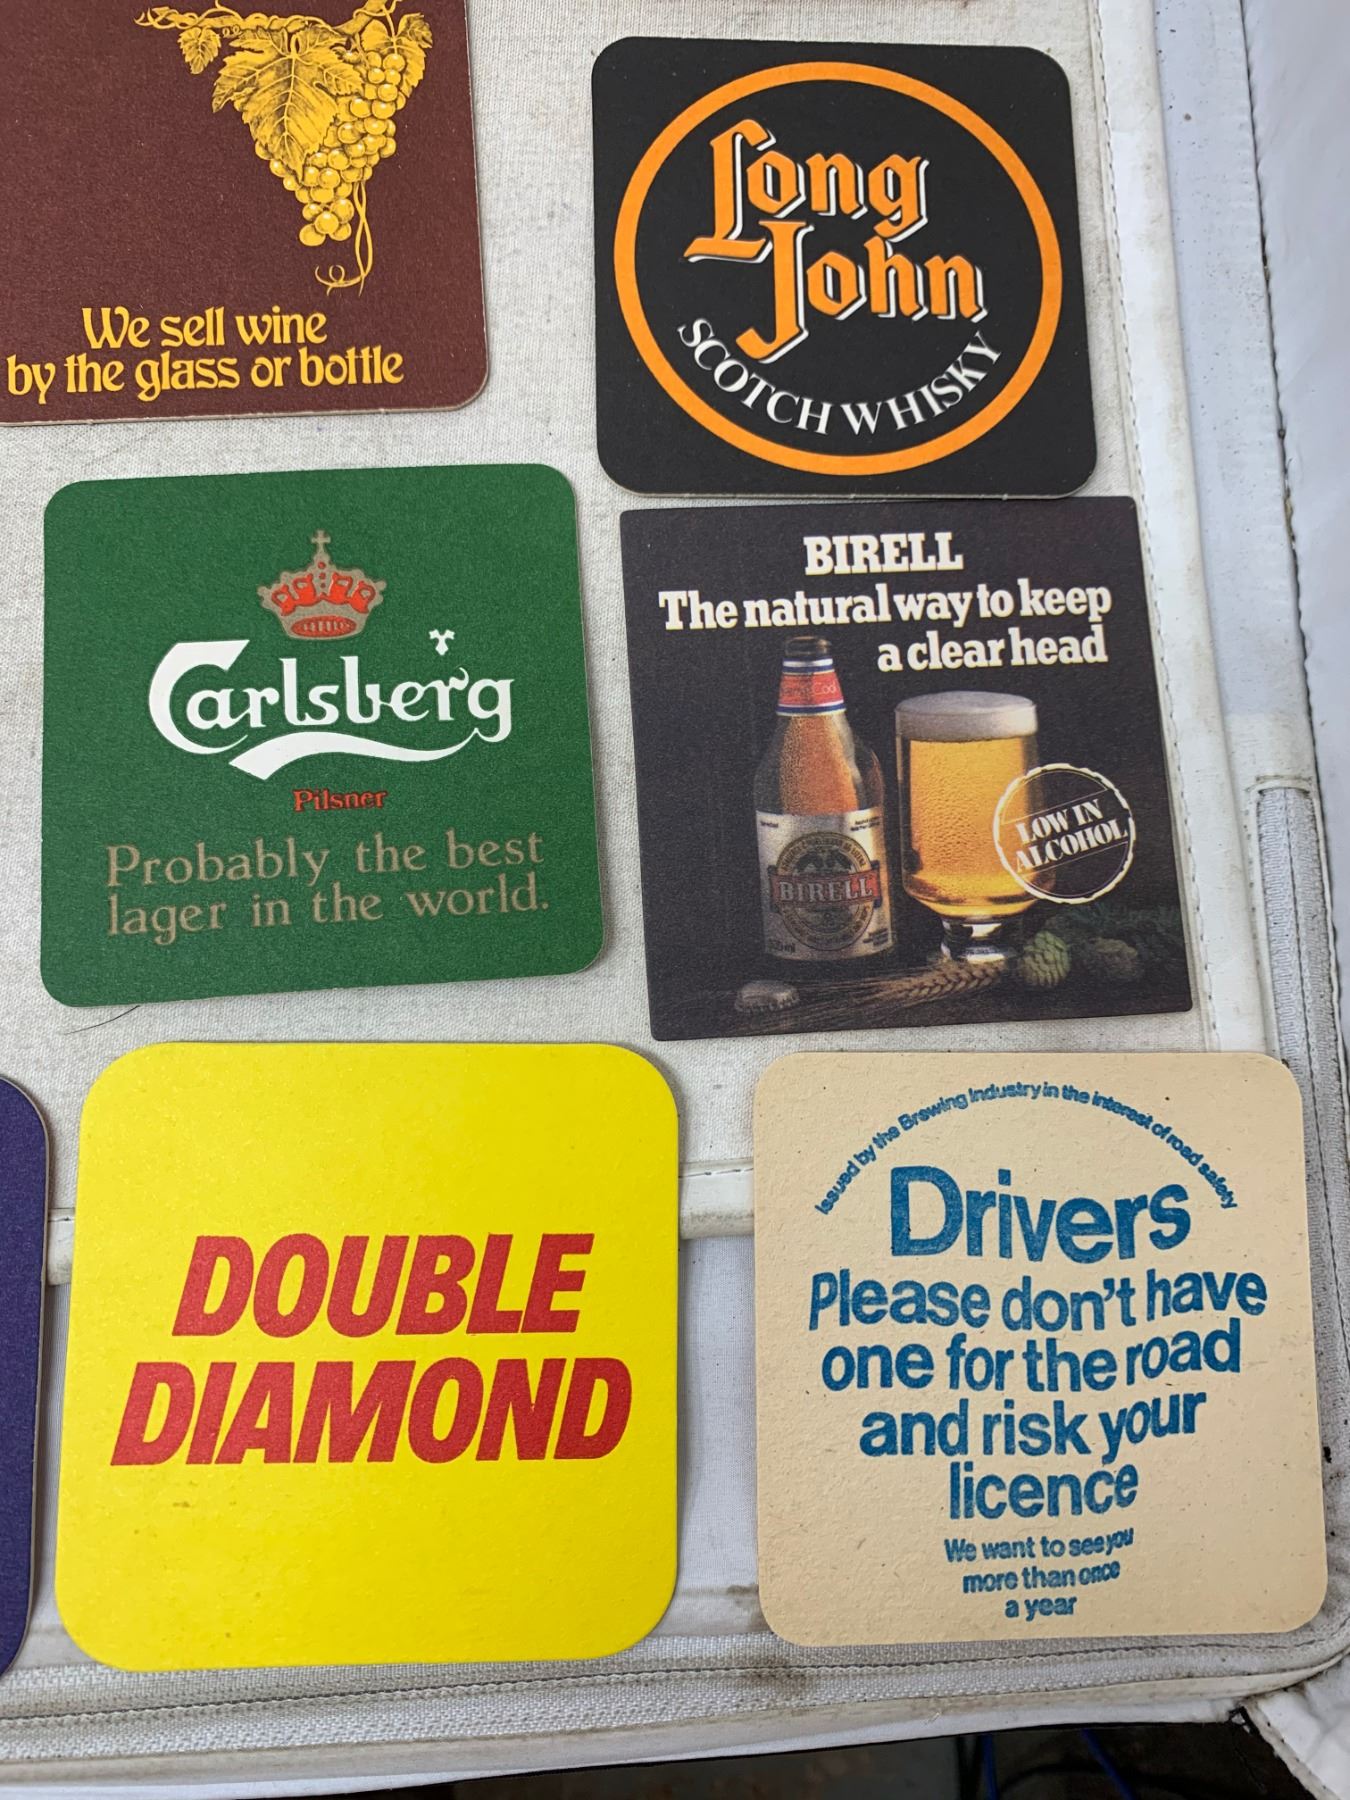 We sell wine
by the glass or bottle
Long
John
SCOTCH WHISKY
Carlsberg
Pilsner
Probably the best
lager in the world.
BIRELL
The natural way to keep
a clear head
BIRELL
LOW IN
ALCOHOL
DOUBLE
DIAMOND
Issued by the Brewing Industry in the interest of road safety
Drivers
Please don't have
one for the road
and risk your
licence
We want to see you
more than once
a year